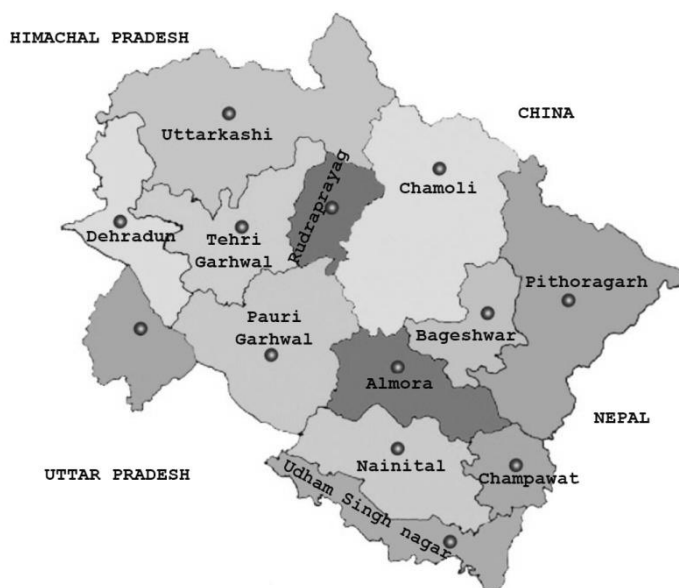 HIMACHAL PRADESH
CHINA
Uttarkashi
Rudraprayag
Chamoli
Dehradun
Tehri
Garhwal
Pithoragarh
Pauri
Garhwal
Bageshwar
Almora
NEPAL
UTTAR PRADESH
Nainital
Champawat
Udham Singh nagar